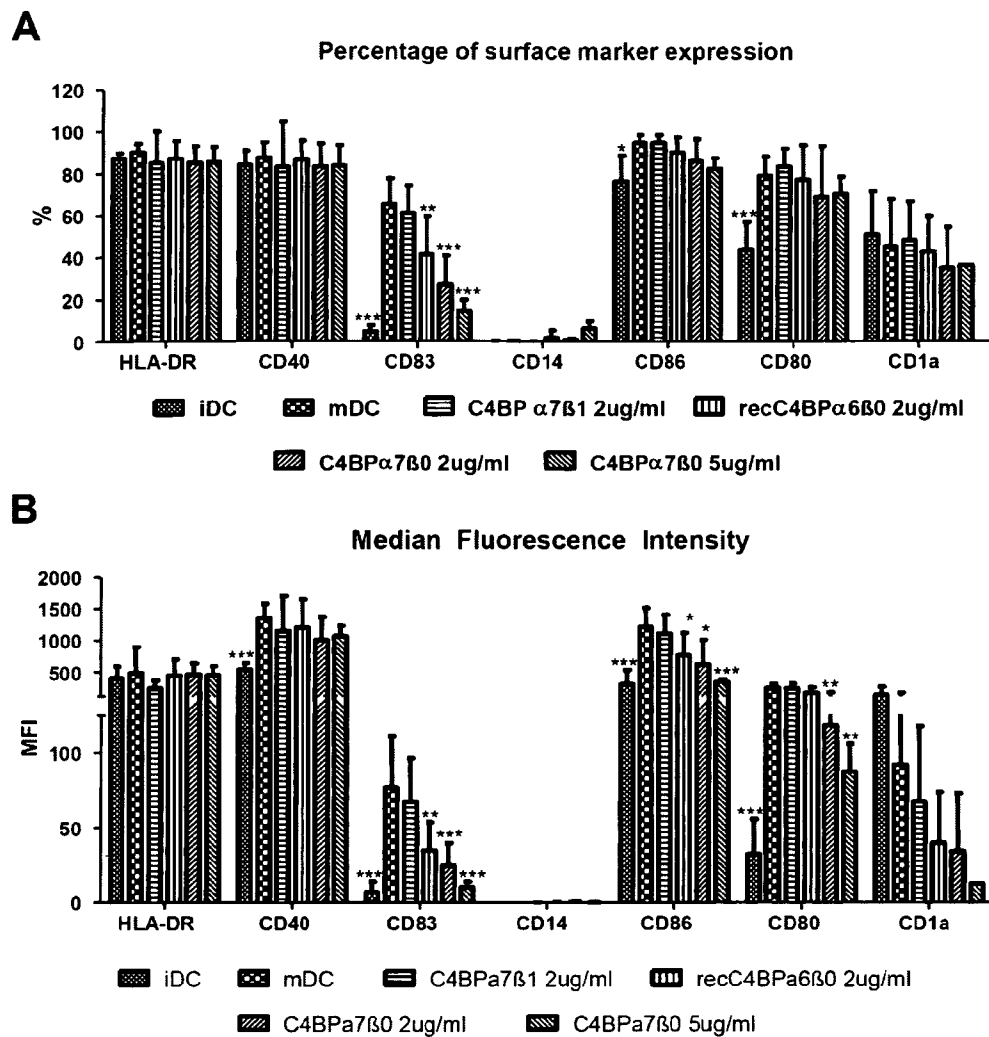 A
Percentage of surface marker expression
120
100
80
60
40
20
0
%
*** ** *** *** * ***
HLA-DR CD40 CD83 CD14 CD86 CD80 CD1a
iDC mDC C4BP α7ß1 2ug/ml recC4BPα6ß0 2ug/ml
C4BPα7ß0 2ug/ml C4BPα7ß0 5ug/ml
B
Median Fluorescence Intensity
2000
1500
1000
500
100
50
0
MFI
*** *** ** *** *** *** * * *** *** ** **
HLA-DR CD40 CD83 CD14 CD86 CD80 CD1a
iDC mDC C4BPa7ß1 2ug/ml recC4BPa6ß0 2ug/ml
C4BPa7ß0 2ug/ml C4BPa7ß0 5ug/ml